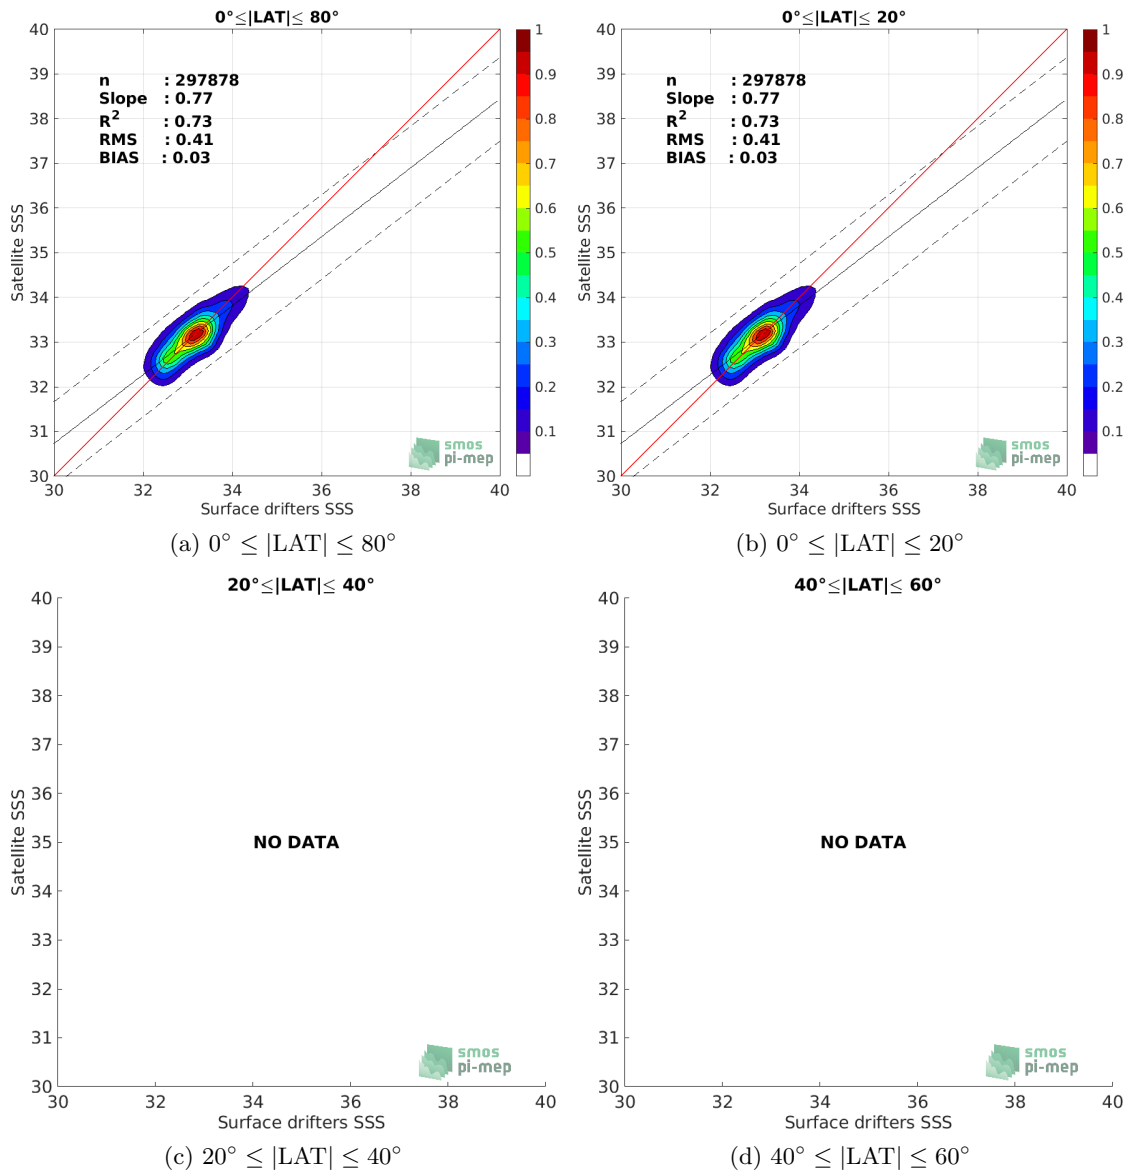 0°≤|LAT|≤ 80°
40
39
38
37
36
35
34
33
32
31
30
Satellite SSS
n : 297878
Slope : 0.77
R² : 0.73
RMS : 0.41
BIAS : 0.03
smos
pi-mep
30 32 34 36 38 40
Surface drifters SSS
1
0.9
0.8
0.7
0.6
0.5
0.4
0.3
0.2
0.1
(a) 0° ≤ |LAT| ≤ 80°
0°≤|LAT|≤ 20°
40
39
38
37
36
35
34
33
32
31
30
Satellite SSS
n : 297878
Slope : 0.77
R² : 0.73
RMS : 0.41
BIAS : 0.03
smos
pi-mep
30 32 34 36 38 40
Surface drifters SSS
1
0.9
0.8
0.7
0.6
0.5
0.4
0.3
0.2
0.1
(b) 0° ≤ |LAT| ≤ 20°
20°≤|LAT|≤ 40°
40
39
38
37
36
35
34
33
32
31
30
Satellite SSS
NO DATA
smos
pi-mep
30 32 34 36 38 40
Surface drifters SSS
(c) 20° ≤ |LAT| ≤ 40°
40°≤|LAT|≤ 60°
40
39
38
37
36
35
34
33
32
31
30
Satellite SSS
NO DATA
smos
pi-mep
30 32 34 36 38 40
Surface drifters SSS
(d) 40° ≤ |LAT| ≤ 60°